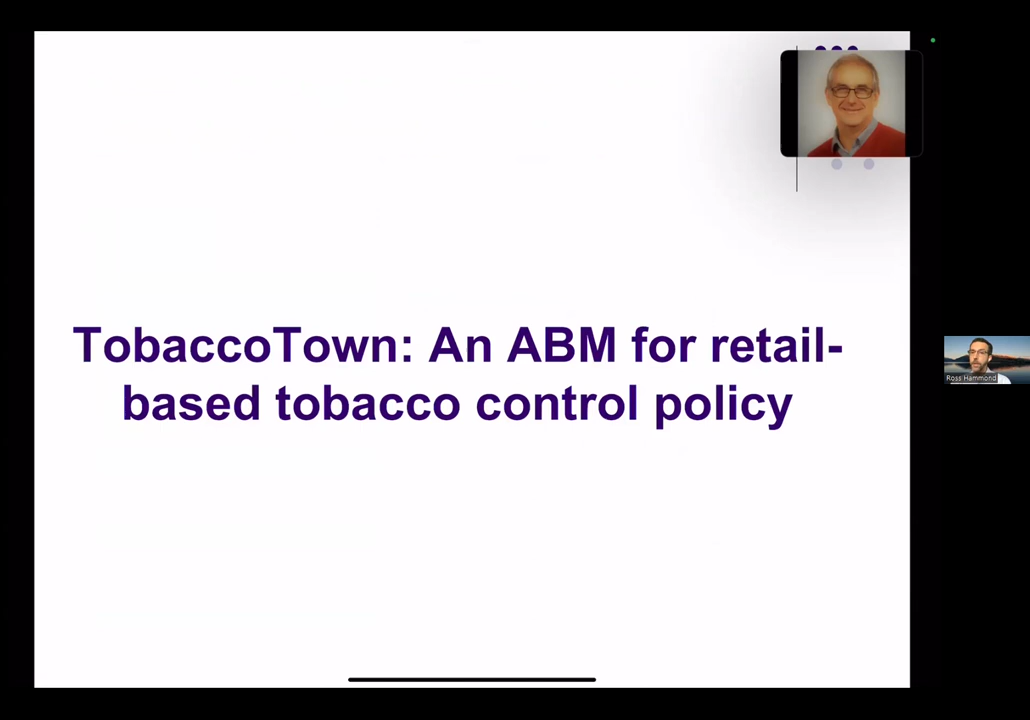 TobaccoTown: An ABM for retail-
based tobacco control policy
Ross Hammond